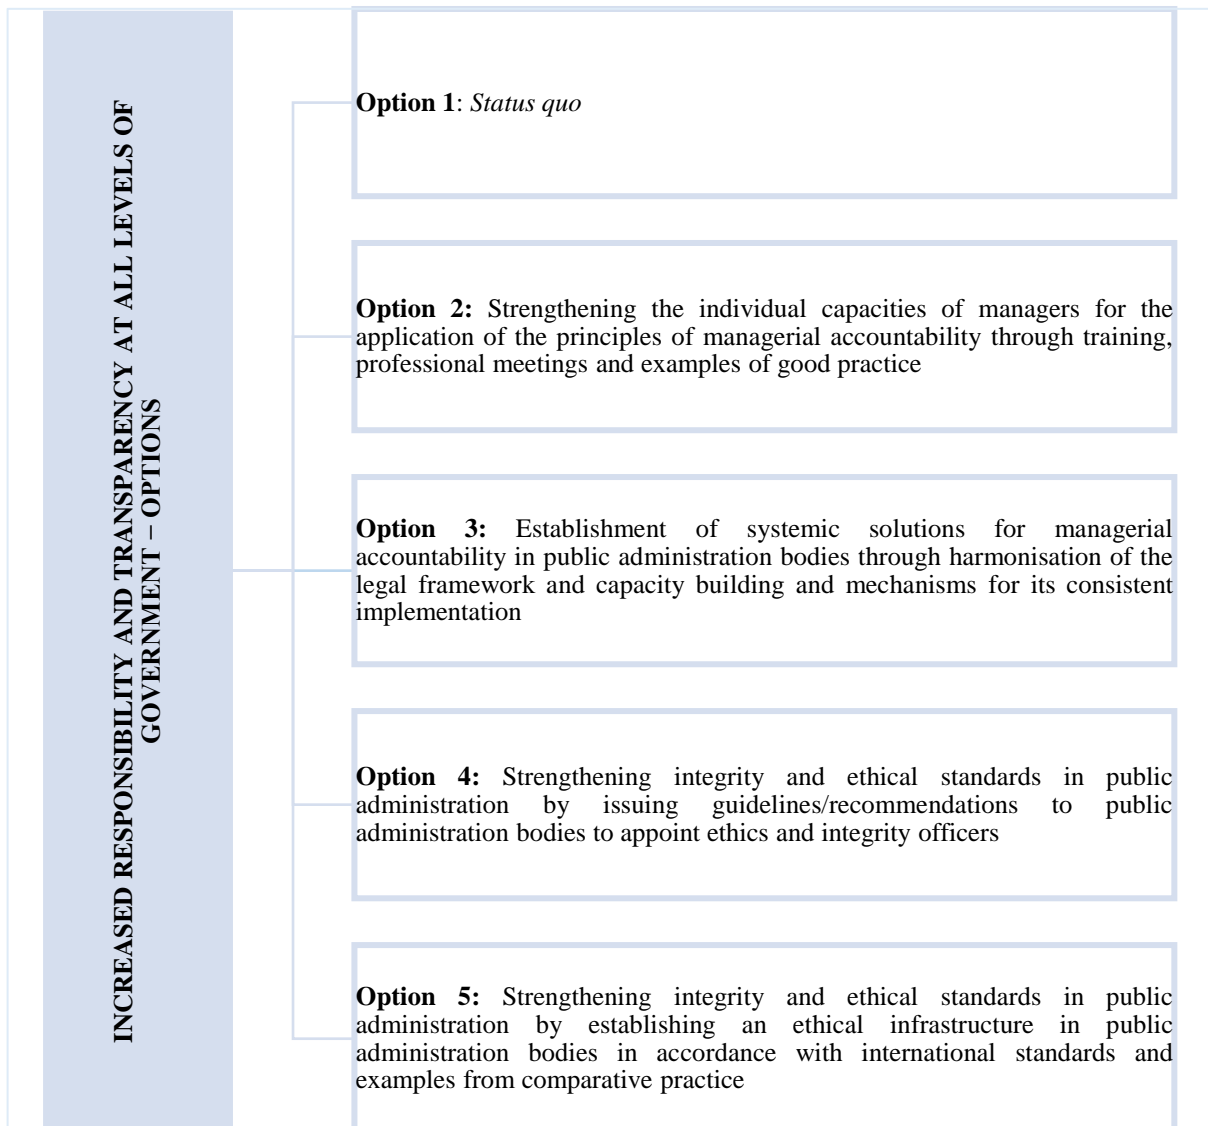 INCREASED RESPONSIBILITY AND TRANSPARENCY AT ALL LEVELS OF
GOVERNMENT – OPTIONS
Option 1: Status quo
Option 2: Strengthening the individual capacities of managers for the
application of the principles of managerial accountability through training,
professional meetings and examples of good practice
Option 3: Establishment of systemic solutions for managerial
accountability in public administration bodies through harmonisation of the
legal framework and capacity building and mechanisms for its consistent
implementation
Option 4: Strengthening integrity and ethical standards in public
administration by issuing guidelines/recommendations to public
administration bodies to appoint ethics and integrity officers
Option 5: Strengthening integrity and ethical standards in public
administration by establishing an ethical infrastructure in public
administration bodies in accordance with international standards and
examples from comparative practice